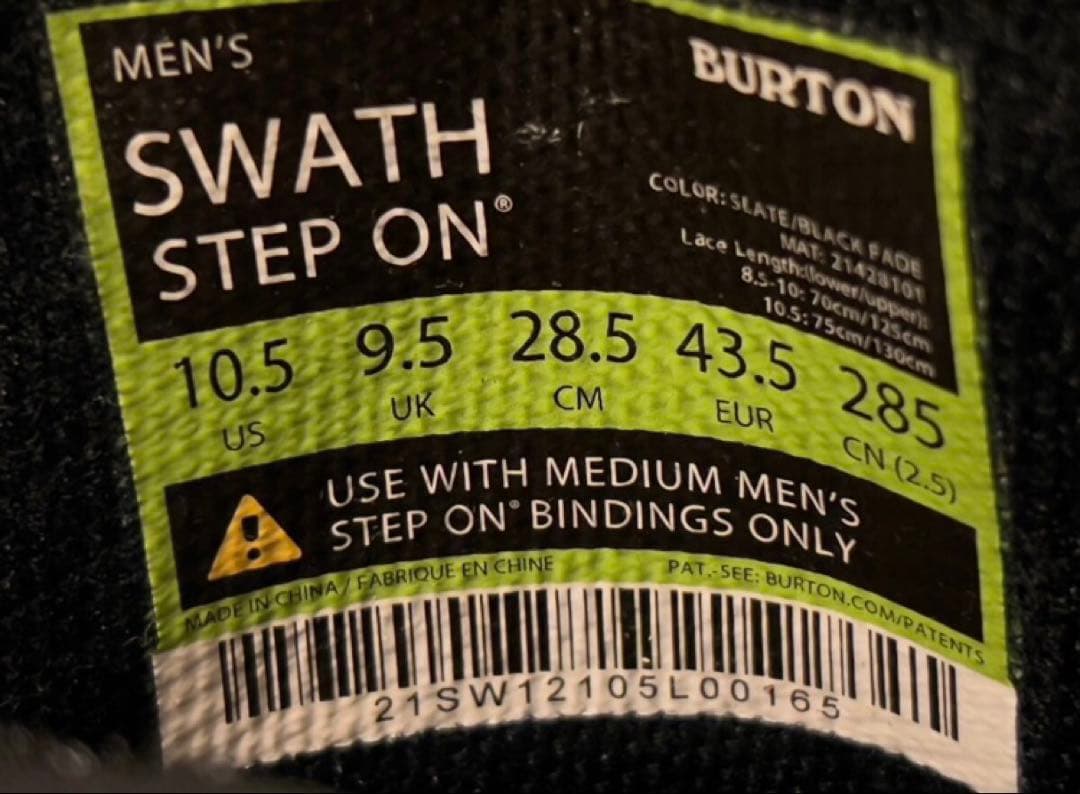 MEN'S
BURTON
SWATH
STEP ON®
COLOR: SLATE/BLACK FADE
MAT: 21428101
Lace Length:(lower/upper):
8.5-10: 70cm/125cm
10.5: 75cm/130cm
10.5 9.5 28.5 43.5 285
US UK CM EUR CN (2.5)
USE WITH MEDIUM MEN'S
STEP ON® BINDINGS ONLY
MADE IN CHINA / FABRIQUE EN CHINE PAT.-SEE: BURTON.COM/PATENTS
21SW12105L00165